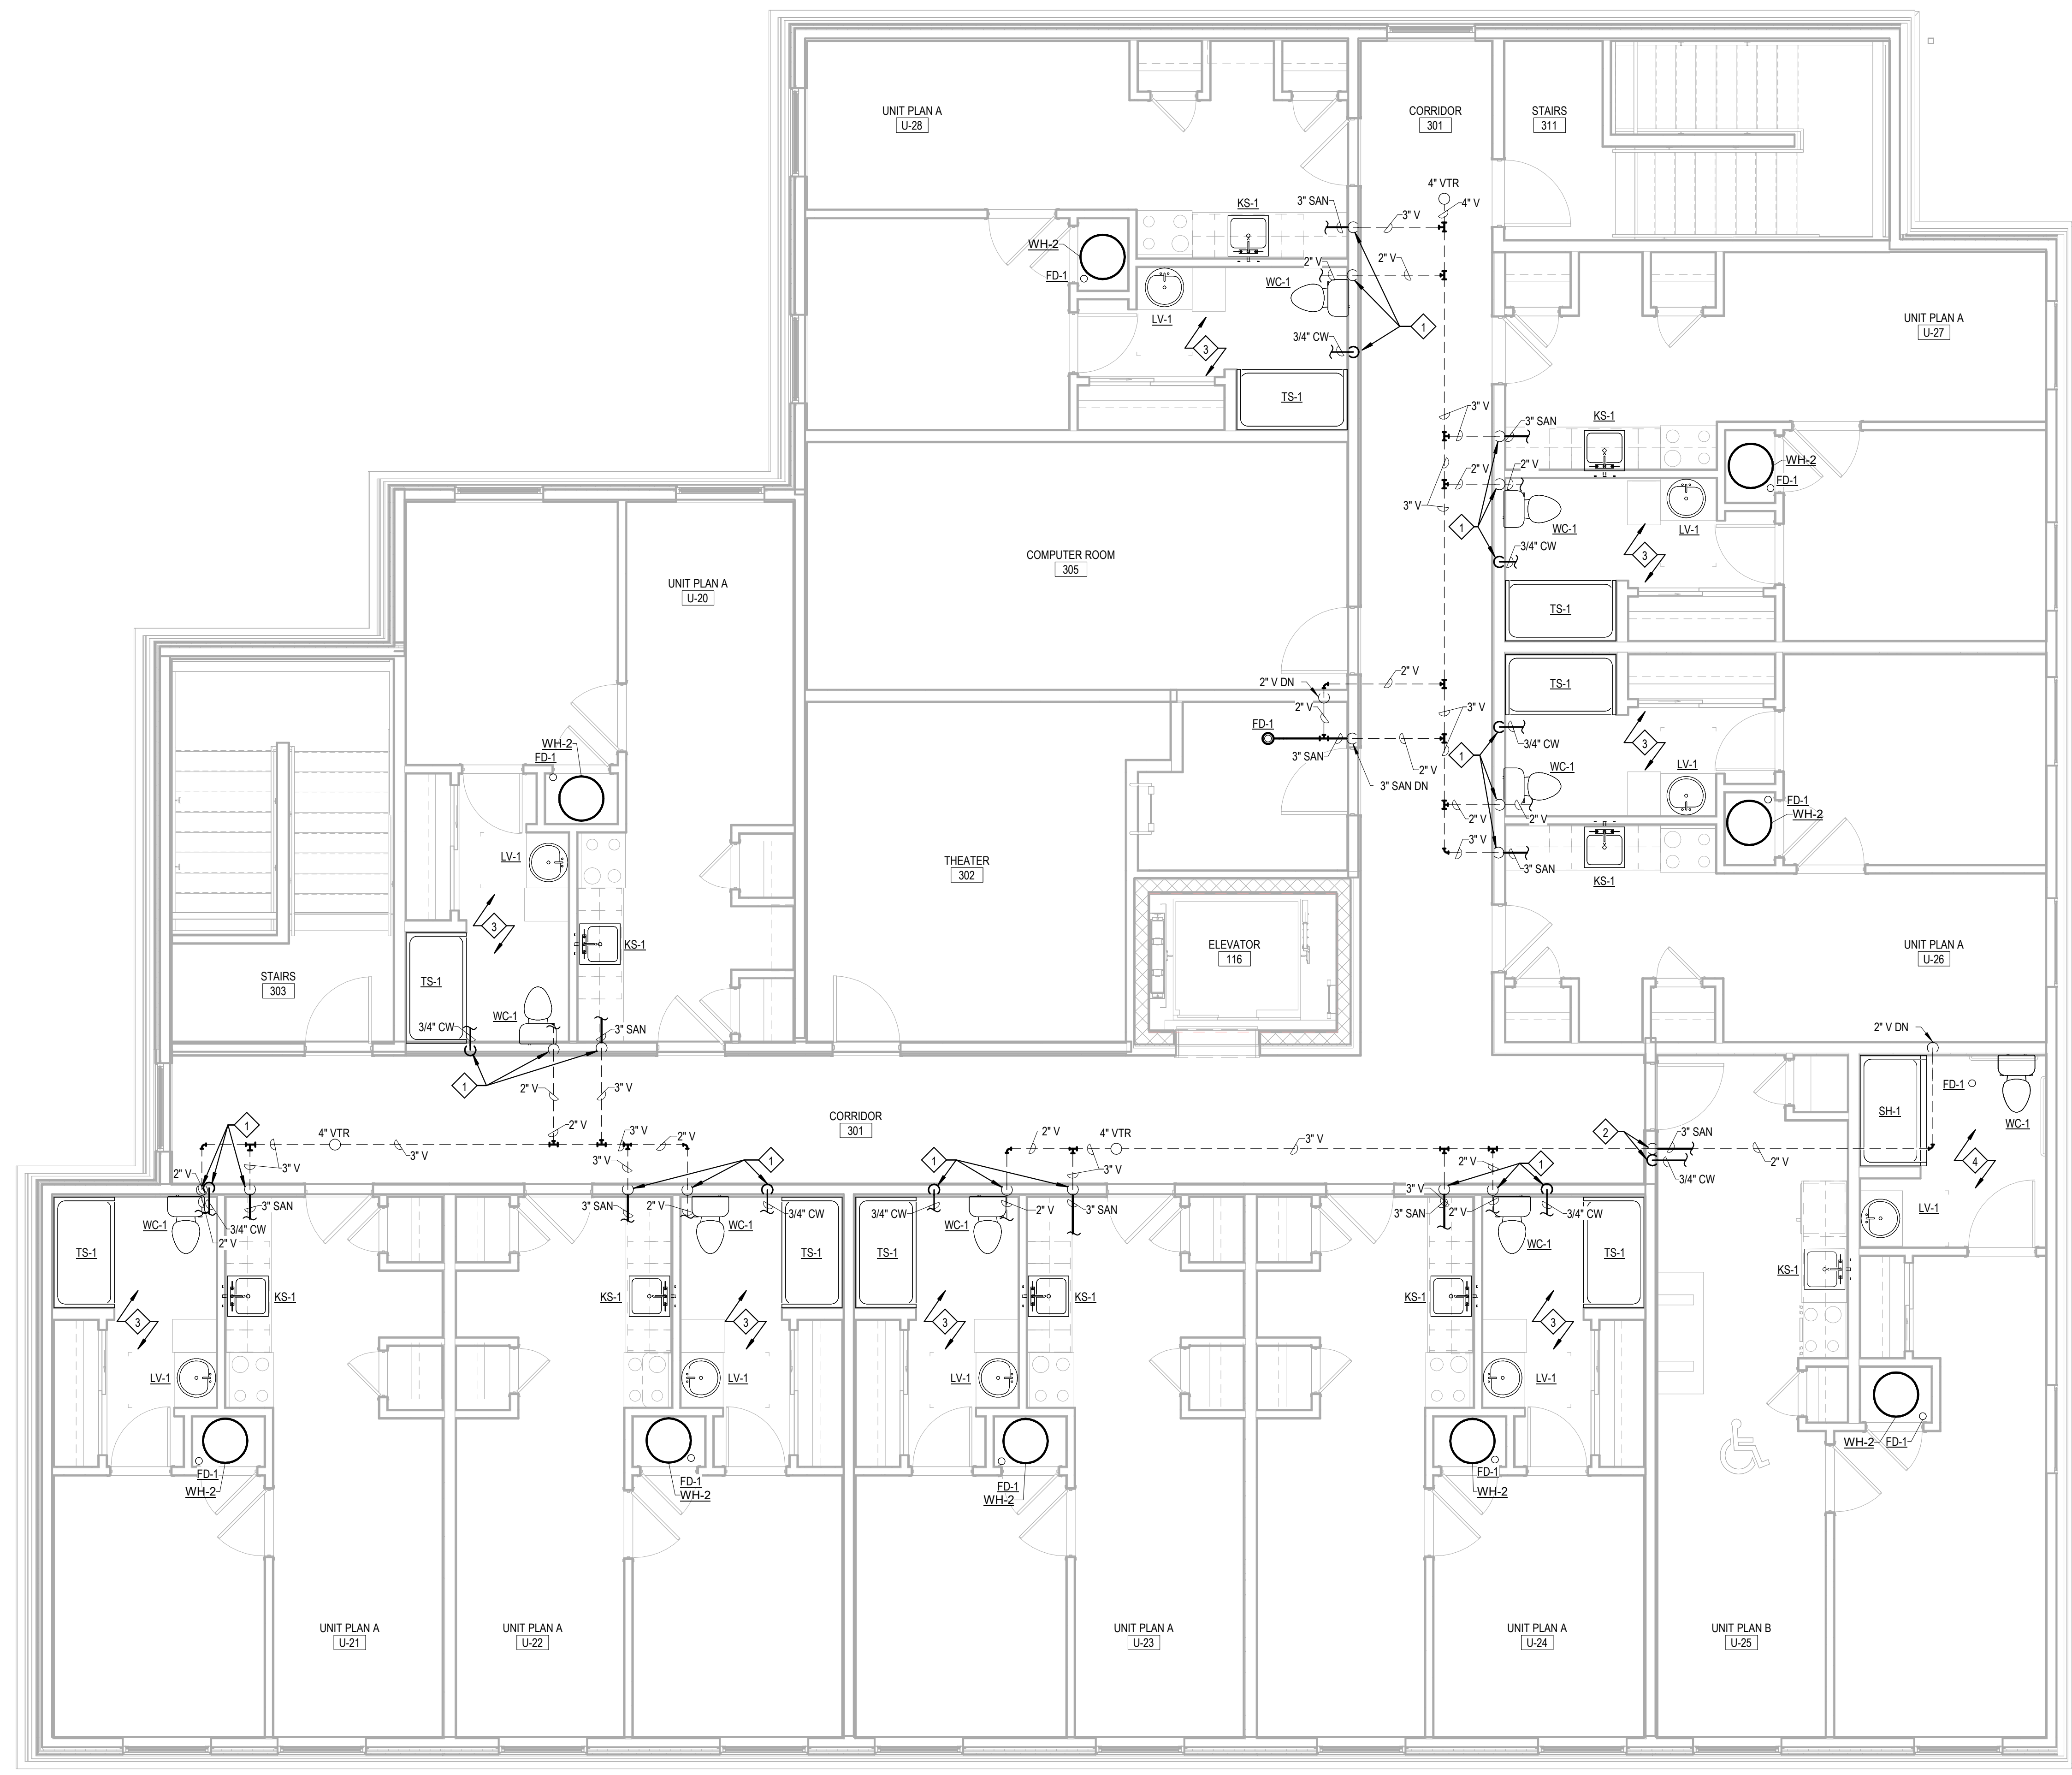 UNIT PLAN A
U-28
CORRIDOR
301
STAIRS
311
4" VTR
4" V
3" SAN
3" V
KS-1
WH-2
FD-1
2" V
2" V
WC-1
LV-1
3
3/4" CW
1
TS-1
UNIT PLAN A
U-27
3" V
KS-1
3" SAN
2" V
2" V
3" V
WH-2
FD-1
1
WC-1
LV-1
3/4" CW
3
TS-1
COMPUTER ROOM
305
UNIT PLAN A
U-20
2" V
2" V DN
2" V
FD-1
3" SAN
3" V
2" V
3" SAN DN
TS-1
1
3/4" CW
3
WC-1
LV-1
FD-1
WH-2
2" V
2" V
3" V
3" SAN
KS-1
WH-2
FD-1
LV-1
THEATER
302
3
KS-1
ELEVATOR
116
UNIT PLAN A
U-26
STAIRS
303
TS-1
WC-1
3/4" CW
3" SAN
1
2" V
3" V
2" V DN
FD-1
SH-1
WC-1
CORRIDOR
301
1
4" VTR
3" V
2" V
3" V
2" V
2" V
4" VTR
3" V
2
3" SAN
2" V
3/4" CW
4
2" V
3" V
3" V
1
1
3" V
2" V
1
3" V
3" SAN
3/4" CW
2" V
WC-1
3" SAN
2" V
WC-1
3/4" CW
3/4" CW
WC-1
2" V
3" SAN
3" SAN
2" V
3/4" CW
WC-1
LV-1
TS-1
TS-1
TS-1
TS-1
KS-1
KS-1
KS-1
KS-1
KS-1
3
3
3
3
LV-1
LV-1
LV-1
LV-1
FD-1
WH-2
FD-1
WH-2
FD-1
WH-2
FD-1
WH-2
WH-2
FD-1
UNIT PLAN A
U-21
UNIT PLAN A
U-22
UNIT PLAN A
U-23
UNIT PLAN A
U-24
UNIT PLAN B
U-25